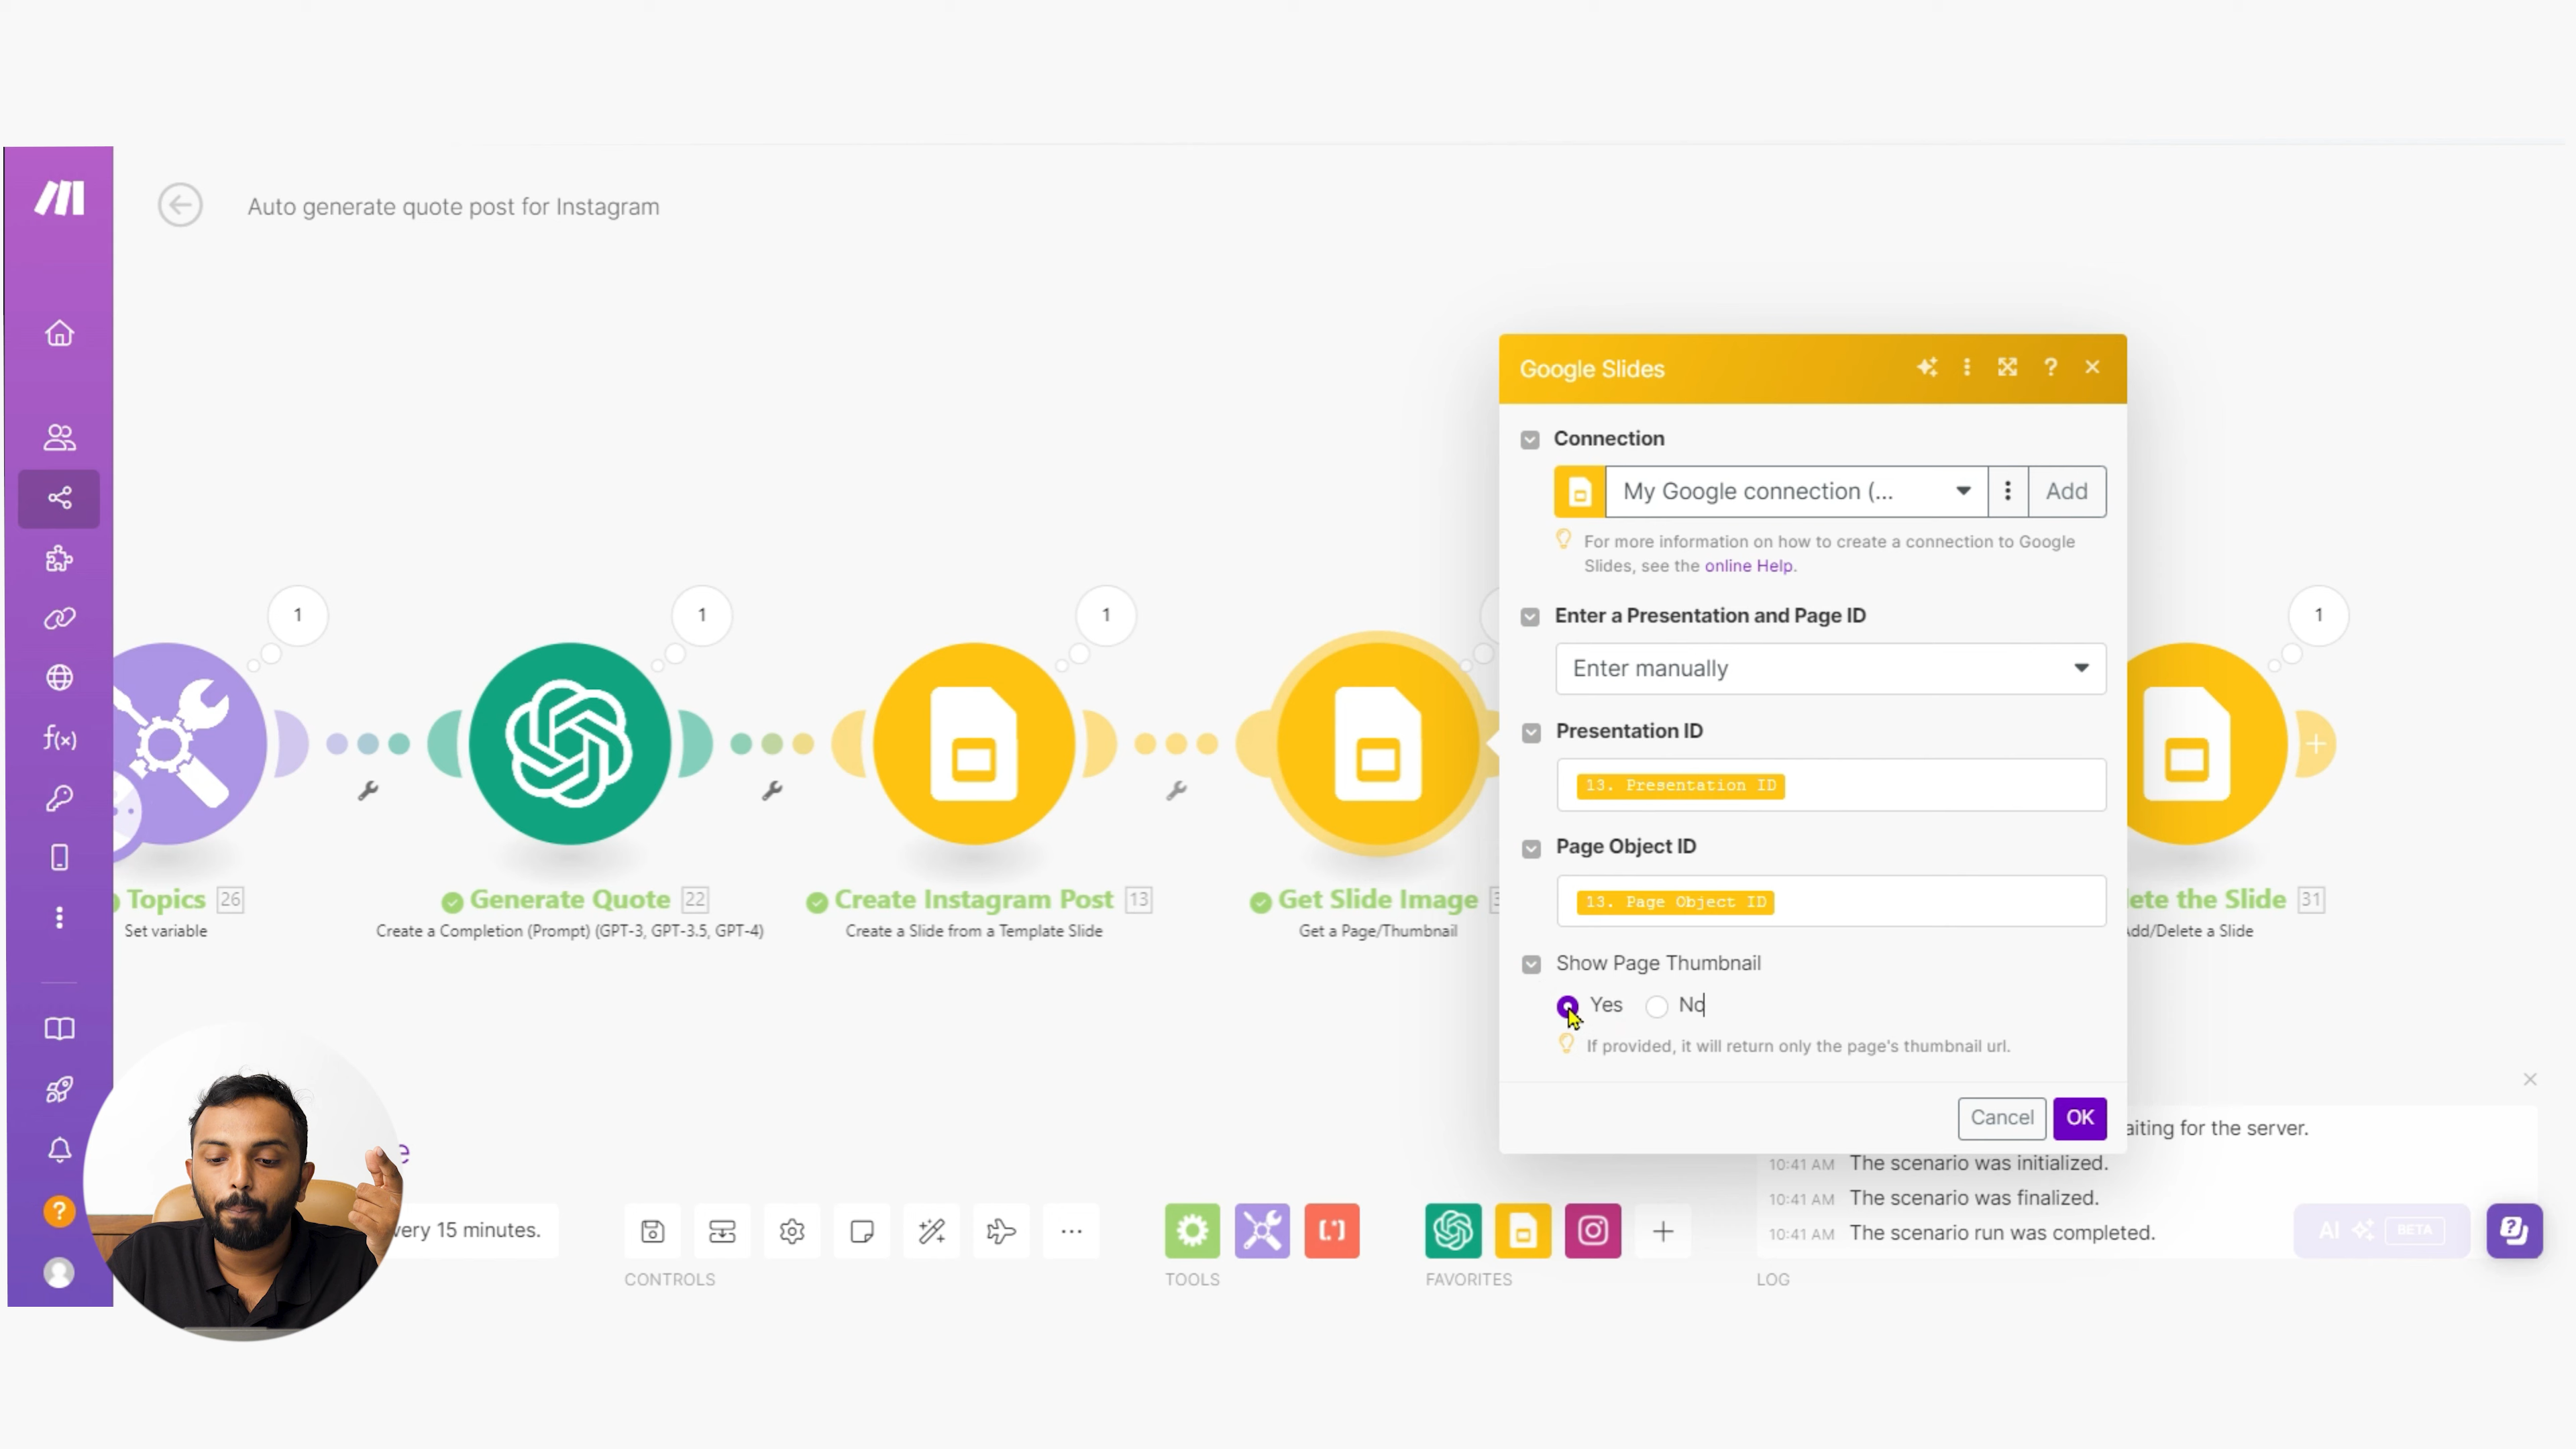 Auto generate quote post for Instagram
Google Slides
?
Connection
My Google connection (...
Add
For more information on how to create a connection to Google
Slides, see the online Help.
Enter a Presentation and Page ID
Enter manually
Presentation ID
13. Presentation ID
Page Object ID
13. Page Object ID
Show Page Thumbnail
Yes
No
If provided, it will return only the page's thumbnail url.
Cancel
OK
1
1
1
1
f(x)
Topics 26
Set variable
Generate Quote 22
Create a Completion (Prompt) (GPT-3, GPT-3.5, GPT-4)
Create Instagram Post 13
Create a Slide from a Template Slide
Get Slide Image
Get a Page/Thumbnail
lete the Slide 31
Add/Delete a Slide
aiting for the server.
10:41 AM The scenario was initialized.
10:41 AM The scenario was finalized.
10:41 AM The scenario run was completed.
?
e
very 15 minutes.
CONTROLS
TOOLS
FAVORITES
LOG
AI BETA
?